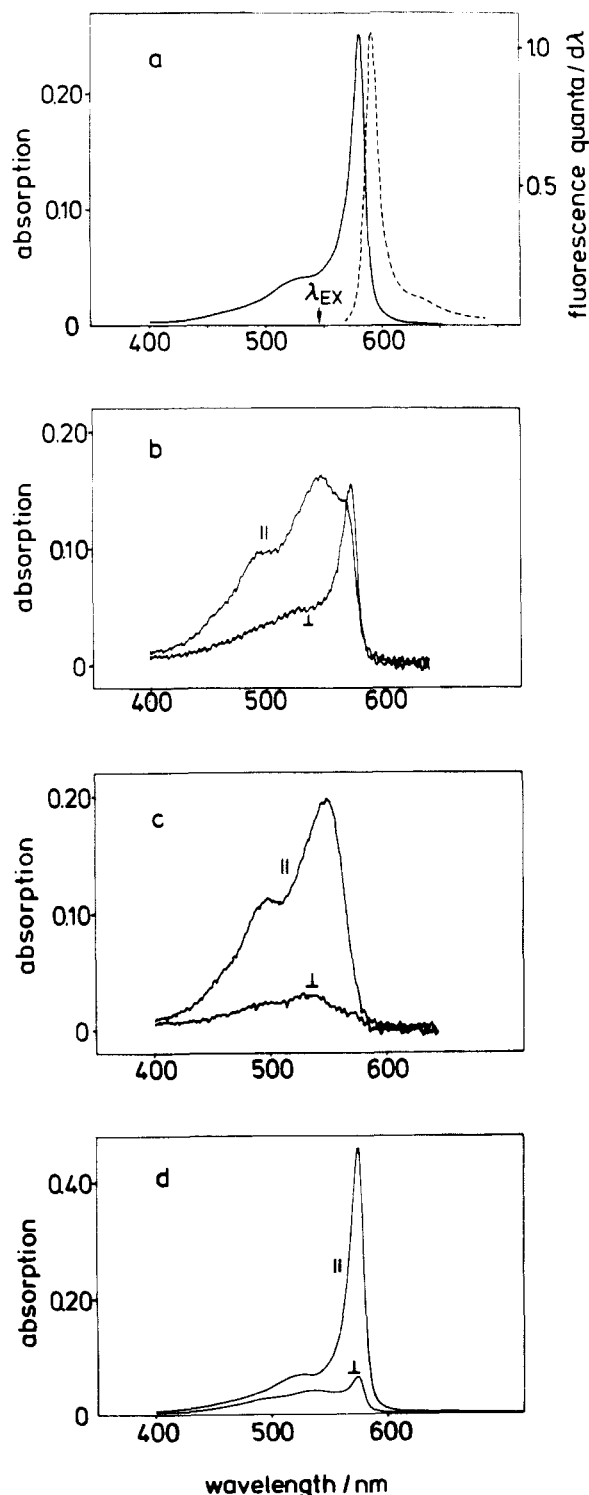 a
absorption
0.20
0.10
0
400
500
600
λEX
1.0
0.5
fluorescence quanta / dλ
b
absorption
0.20
0.10
0
400
500
600
||
⊥
c
absorption
0.20
0.10
0
400
500
600
||
⊥
d
absorption
0.40
0.20
0
400
500
600
||
⊥
wavelength / nm